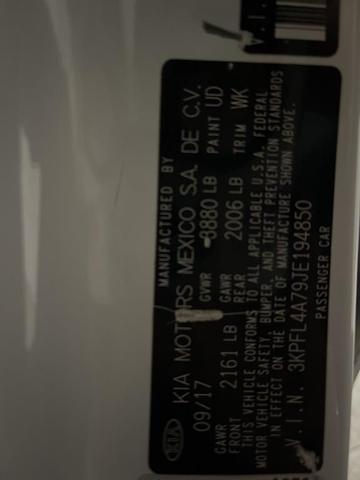 MANUFACTURED BY
KIA KIA MOTORS MEXICO S.A. DE C.V.
09/17 GVWR 3880 LB PAINT UD
GAWR FRONT 2161 LB GAWR REAR 2006 LB TRIM WK
THIS VEHICLE CONFORMS TO ALL APPLICABLE U.S.A. FEDERAL
MOTOR VEHICLE SAFETY, BUMPER, AND THEFT PREVENTION STANDARDS
IN EFFECT ON THE DATE OF MANUFACTURE SHOWN ABOVE.
V.I.N. 3KPFL4A79JE194850
PASSENGER CAR
V.I.